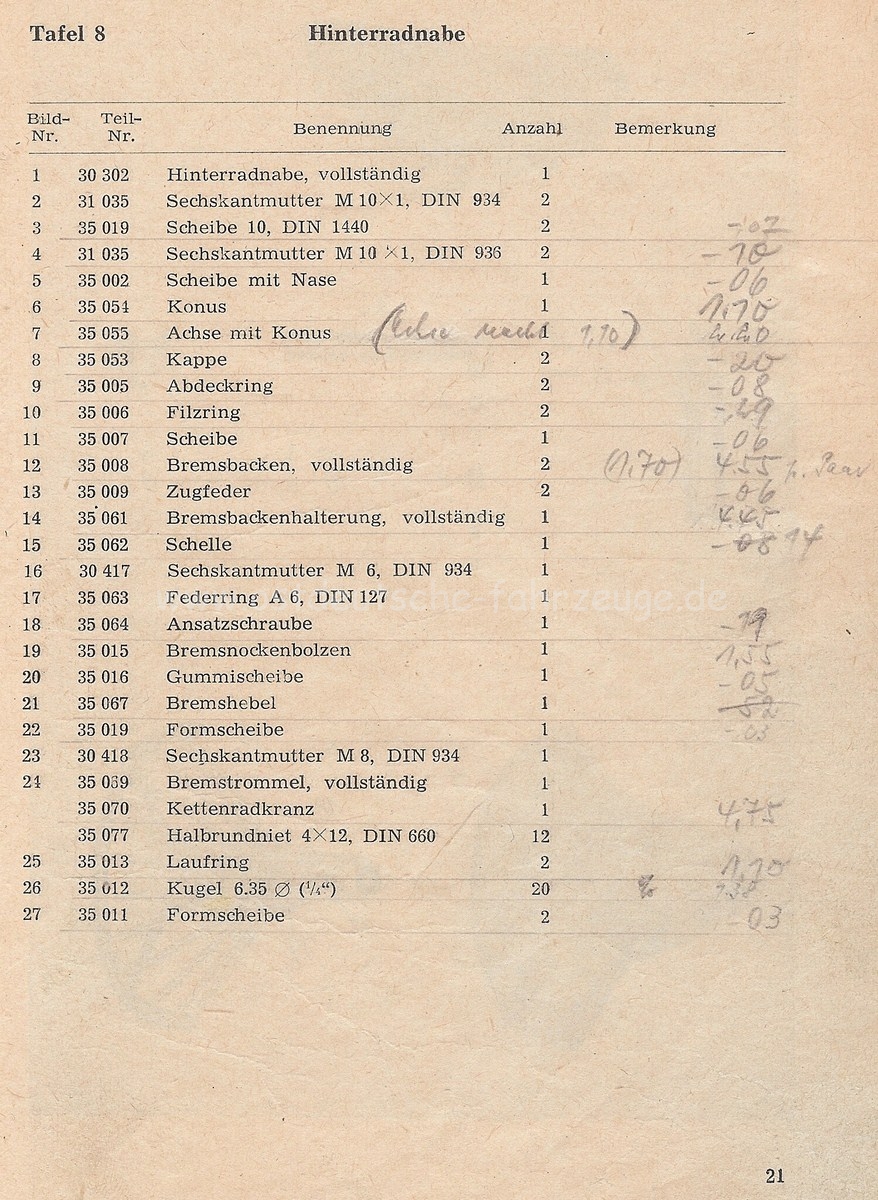 Tafel 8 Hinterradnabe
Bild- Teil-
Nr. Nr. Benennung Anzahl Bemerkung
1 30 302 Hinterradnabe, vollständig 1
2 31 035 Sechskantmutter M 10×1, DIN 934 2
3 35 019 Scheibe 10, DIN 1440 2 -02
4 31 035 Sechskantmutter M 10 ×1, DIN 936 2 -10
5 35 002 Scheibe mit Nase 1 -06
6 35 054 Konus 1 1,10
7 35 055 Achse mit Konus (Achse 1 1,10)
8 35 053 Kappe 2 -20
9 35 005 Abdeckring 2 -08
10 35 006 Filzring 2
11 35 007 Scheibe 1 -06
12 35 008 Bremsbacken, vollständig 2 (1,70) 4.55 p. Paar
13 35 009 Zugfeder 2 -06
14 35 061 Bremsbackenhalterung, vollständig 1 4.45
15 35 062 Schelle 1 -08 14
16 30 417 Sechskantmutter M 6, DIN 934 1
17 35 063 Federring A 6, DIN 127 1
18 35 064 Ansatzschraube 1 -19
19 35 015 Bremsnockenbolzen 1 1,55
20 35 016 Gummischeibe 1 -05
21 35 067 Bremshebel 1
22 35 019 Formscheibe 1 -03
23 30 418 Sechskantmutter M 8, DIN 934 1
24 35 069 Bremstrommel, vollständig 1
35 070 Kettenradkranz 1 4,75
35 077 Halbrundniet 4×12, DIN 660 12
25 35 013 Laufring 2 1,10
26 35 012 Kugel 6.35 ∅ (¼“) 20 %
27 35 011 Formscheibe 2 -03
21